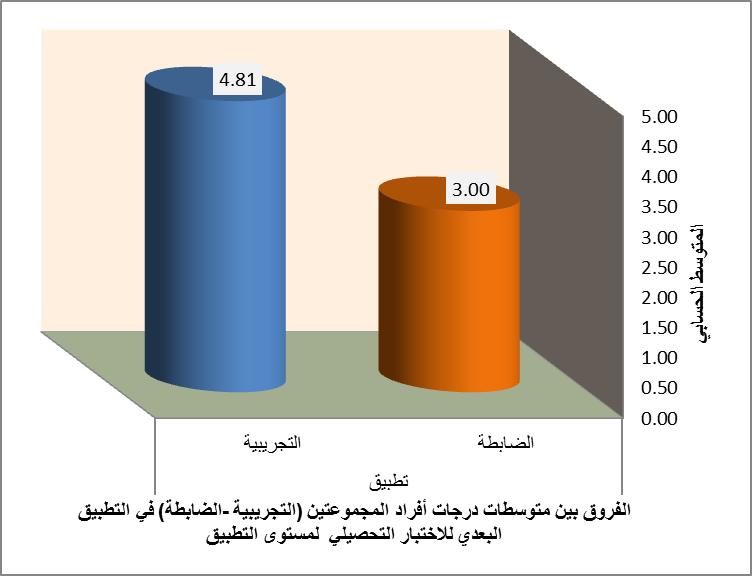 4.81
3.00
5.00
4.50
4.00
3.50
3.00
2.50
2.00
1.50
1.00
0.50
0.00
المتوسط الحسابي
الضابطة
التجريبية
تطبيق
الفروق بين متوسطات درجات أفراد المجموعتين (التجريبية -الضابطة) في التطبيق
البعدي للاختبار التحصيلي لمستوى التطبيق